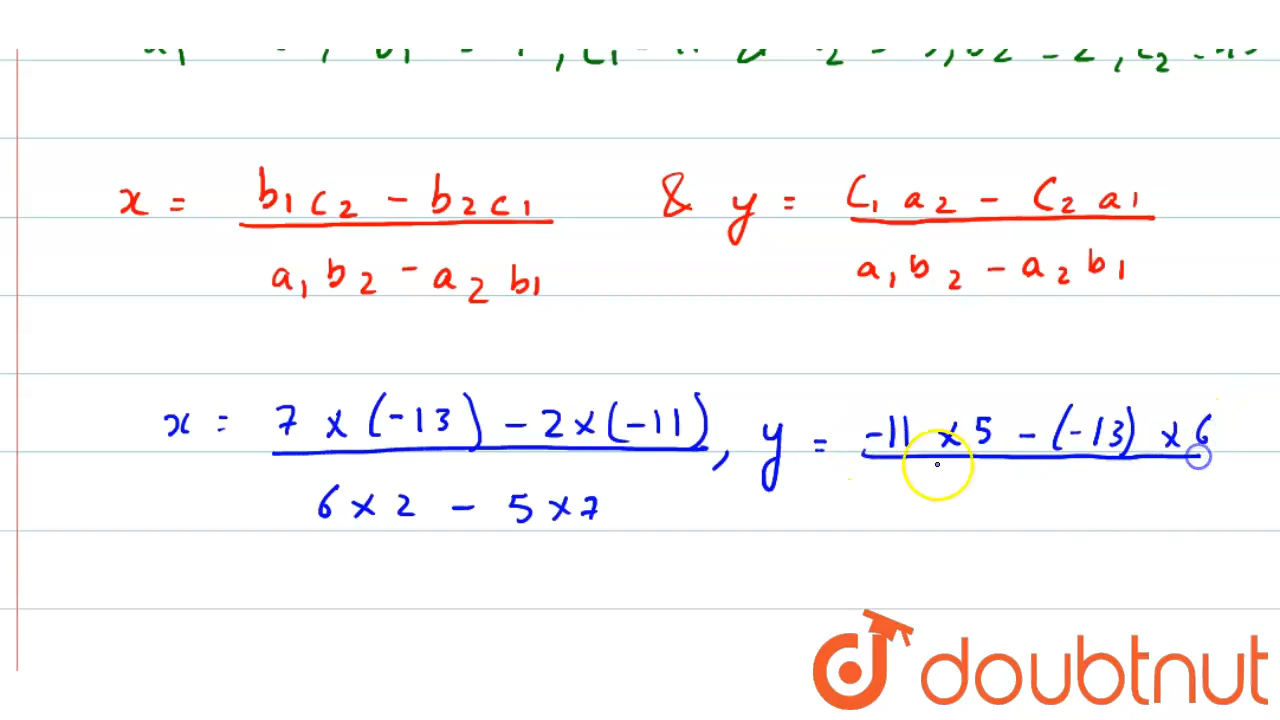 x = b1 c2 - b2 c1 & y = C1 a2 - C2 a1
a1 b2 - a2 b1 a1 b2 - a2 b1
x = 7 x (-13) - 2 x (-11) , y = -11 x 5 - (-13) x 6
6 x 2 - 5 x 7
doubtnut